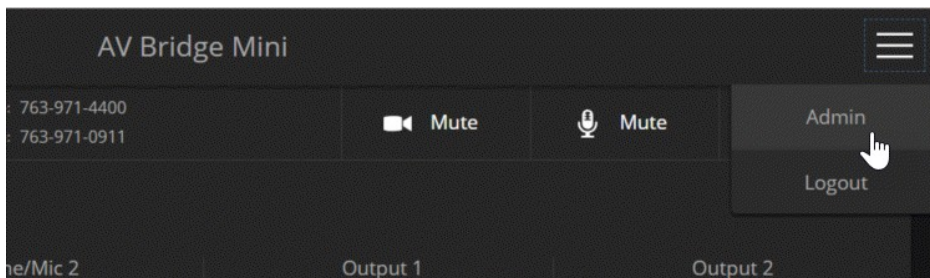 AV Bridge Mini
: 763-971-4400
: 763-971-0911
Mute
Mute
Admin
Logout
ne/Mic 2
Output 1
Output 2